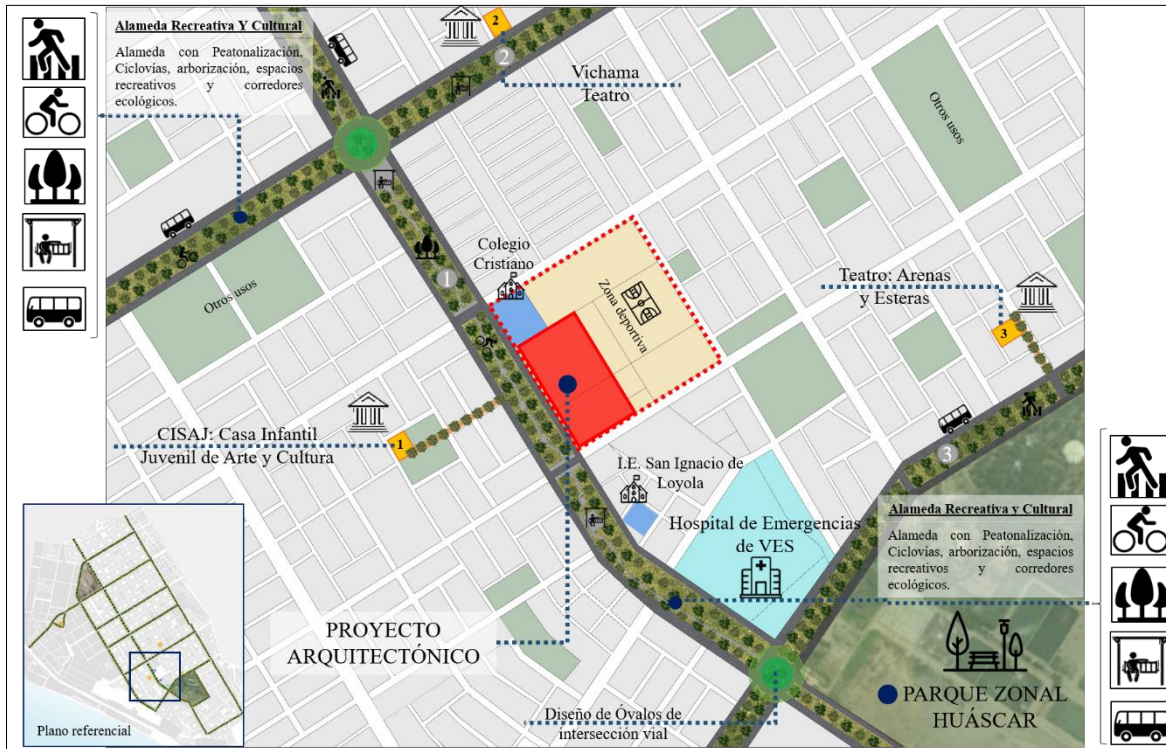 Alameda Recreativa Y Cultural
Alameda con Peatonalización,
Ciclovías, arborización, espacios
recreativos y corredores
ecológicos.
2
2
Vichama
Teatro
Otros usos
Otros usos
Colegio
Cristiano
1
Zona deportiva
Teatro: Arenas
y Esteras
3
CISAJ: Casa Infantil
Juvenil de Arte y Cultura
1
I.E. San Ignacio de
Loyola
3
Hospital de Emergencias
de VES
Alameda Recreativa y Cultural
Alameda con Peatonalización,
Ciclovías, arborización, espacios
recreativos y corredores
ecológicos.
PROYECTO
ARQUITECTÓNICO
PARQUE ZONAL
HUÁSCAR
Diseño de Óvalos de
intersección vial
Plano referencial